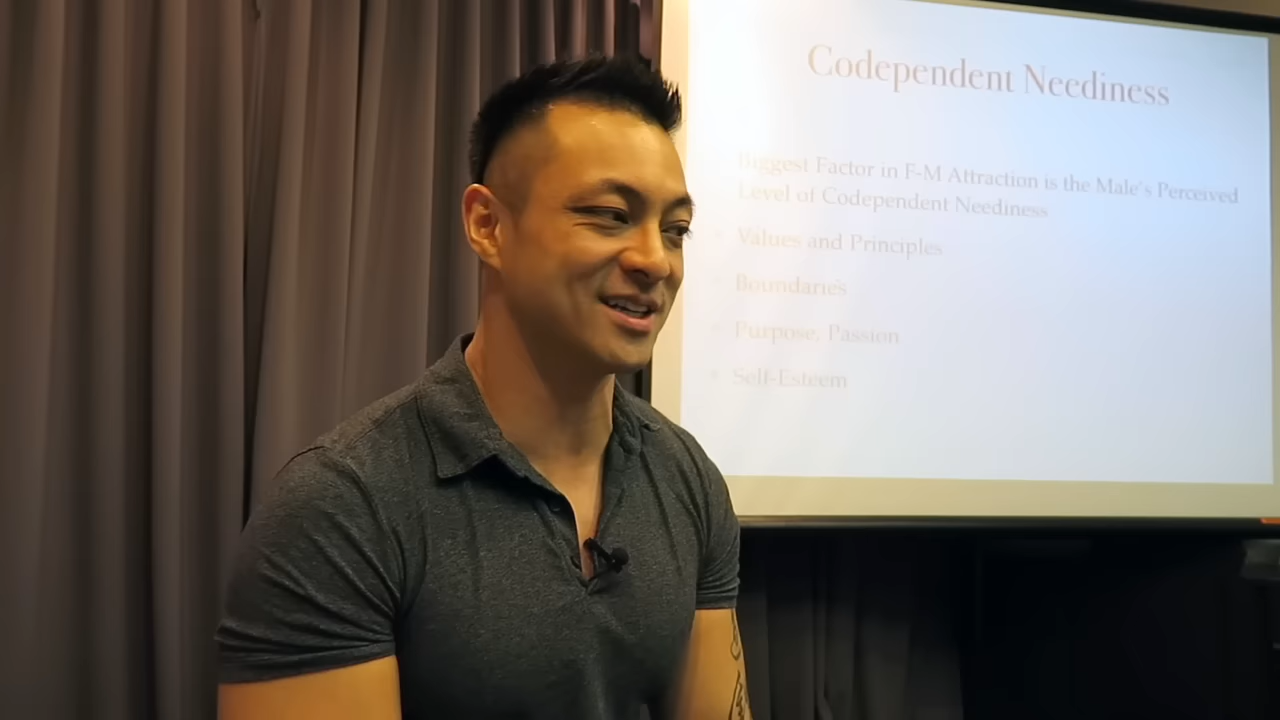 Codependent Neediness
Biggest Factor in F-M Attraction is the Male's Perceived
Level of Codependent Neediness
Values and Principles
Boundaries
Purpose, Passion
Self-Esteem